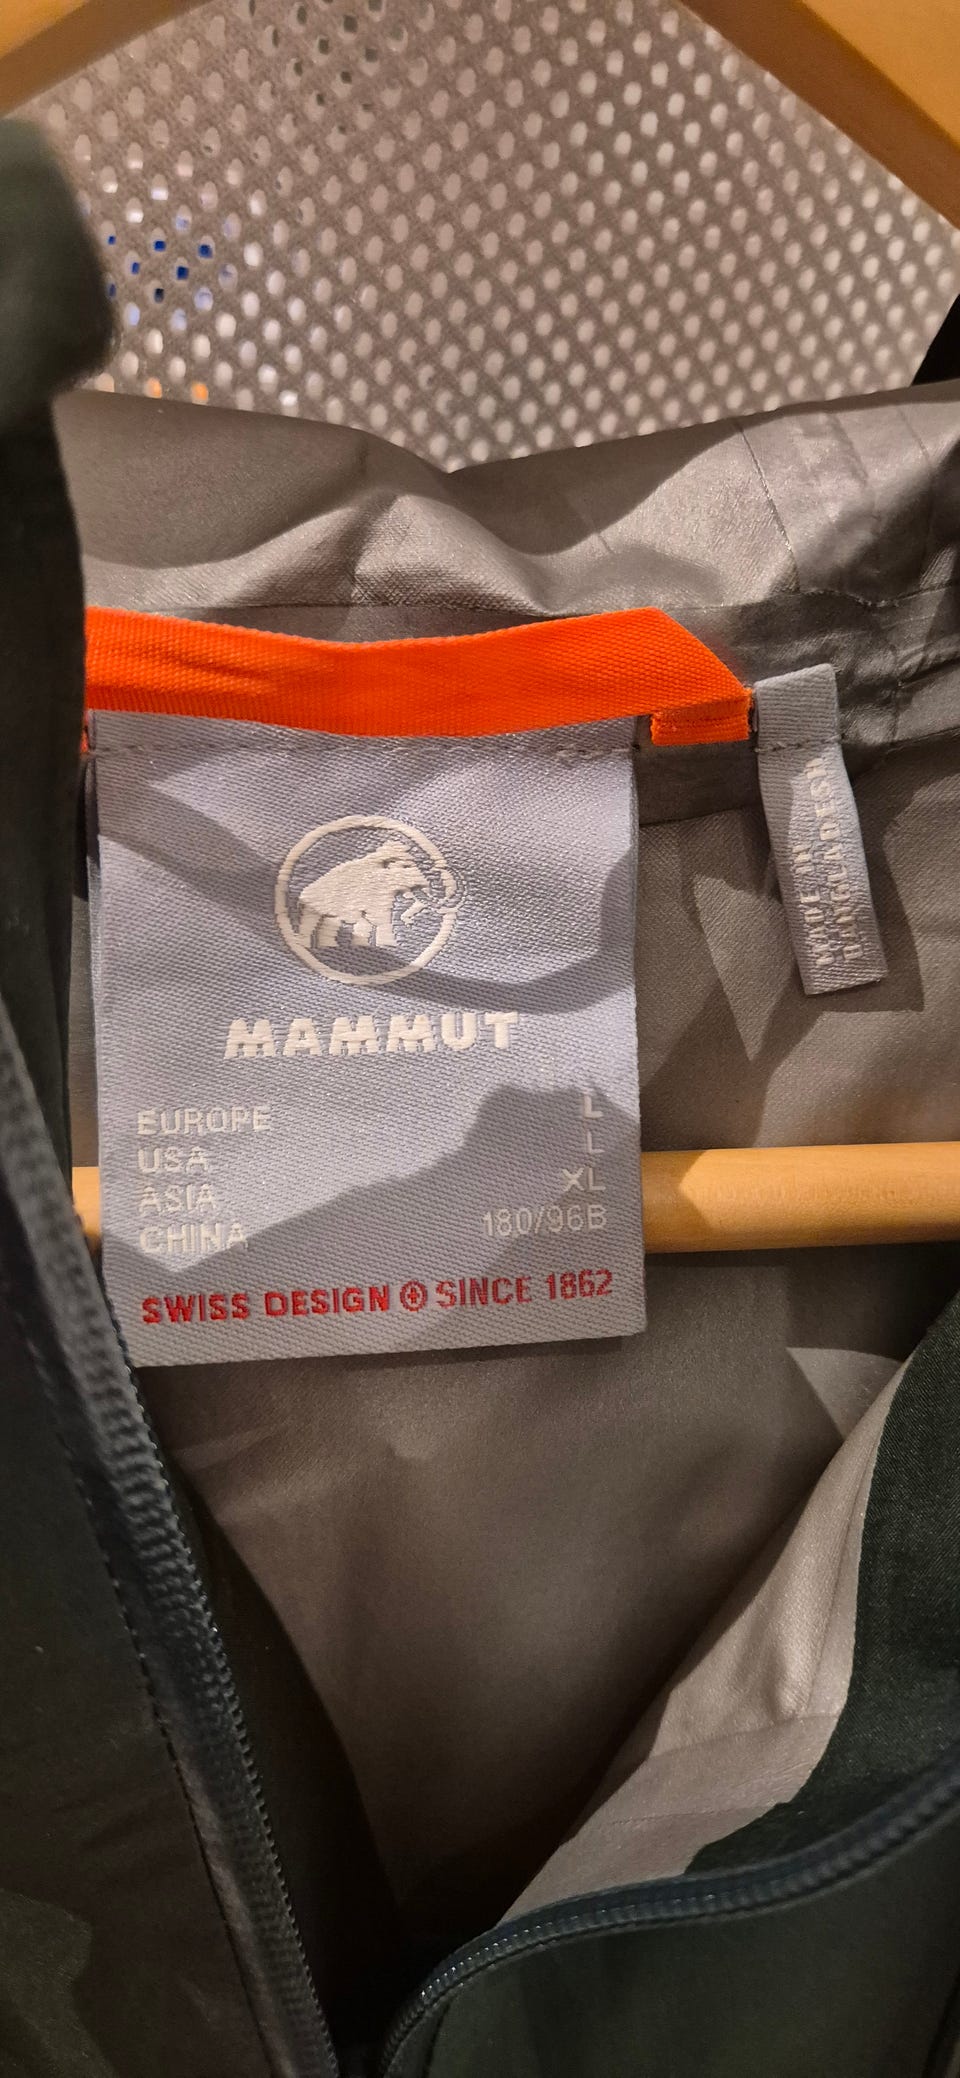 MAMMUT
EUROPE L
USA L
ASIA XL
CHINA 180/96B
SWISS DESIGN SINCE 1862
MADE IN
BANGLADESH